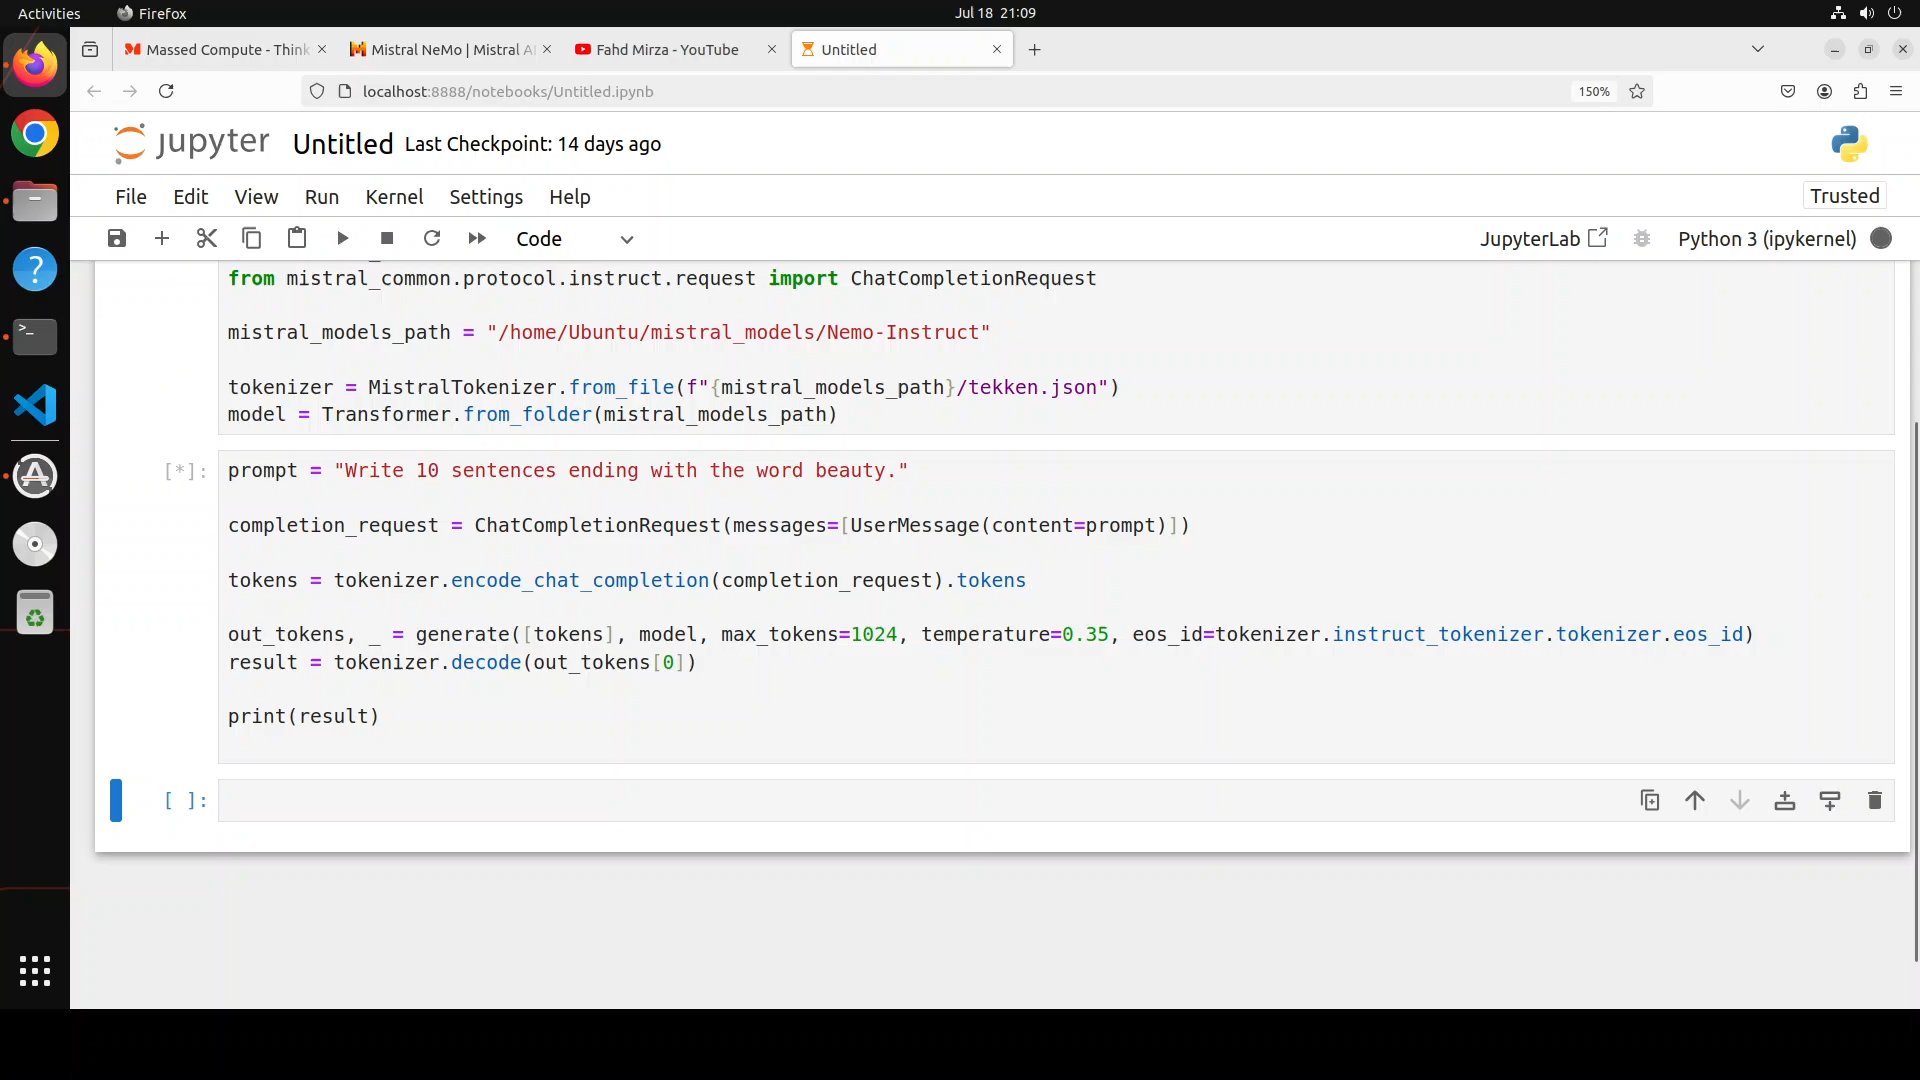 Activities Firefox Jul 18 21:09
Massed Compute - Think Mistral NeMo | Mistral A Fahd Mirza - YouTube Untitled
localhost:8888/notebooks/Untitled.ipynb 150%
jupyter Untitled Last Checkpoint: 14 days ago
File Edit View Run Kernel Settings Help Trusted
Code JupyterLab Python 3 (ipykernel)
from mistral_common.protocol.instruct.request import ChatCompletionRequest
mistral_models_path = "/home/Ubuntu/mistral_models/Nemo-Instruct"
tokenizer = MistralTokenizer.from_file(f"{mistral_models_path}/tekken.json")
model = Transformer.from_folder(mistral_models_path)
[*]: prompt = "Write 10 sentences ending with the word beauty."
completion_request = ChatCompletionRequest(messages=[UserMessage(content=prompt)])
tokens = tokenizer.encode_chat_completion(completion_request).tokens
out_tokens, _ = generate([tokens], model, max_tokens=1024, temperature=0.35, eos_id=tokenizer.instruct_tokenizer.tokenizer.eos_id)
result = tokenizer.decode(out_tokens[0])
print(result)
[ ]: